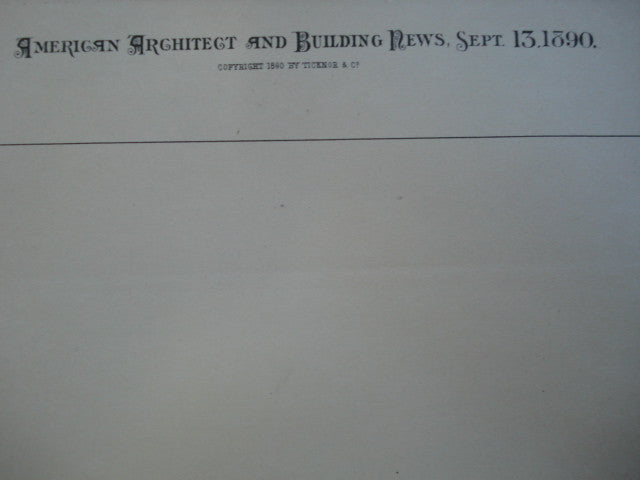 American Architect and Building News, Sept. 13,1890.
COPYRIGHT 1890 BY TICKNOR & Co